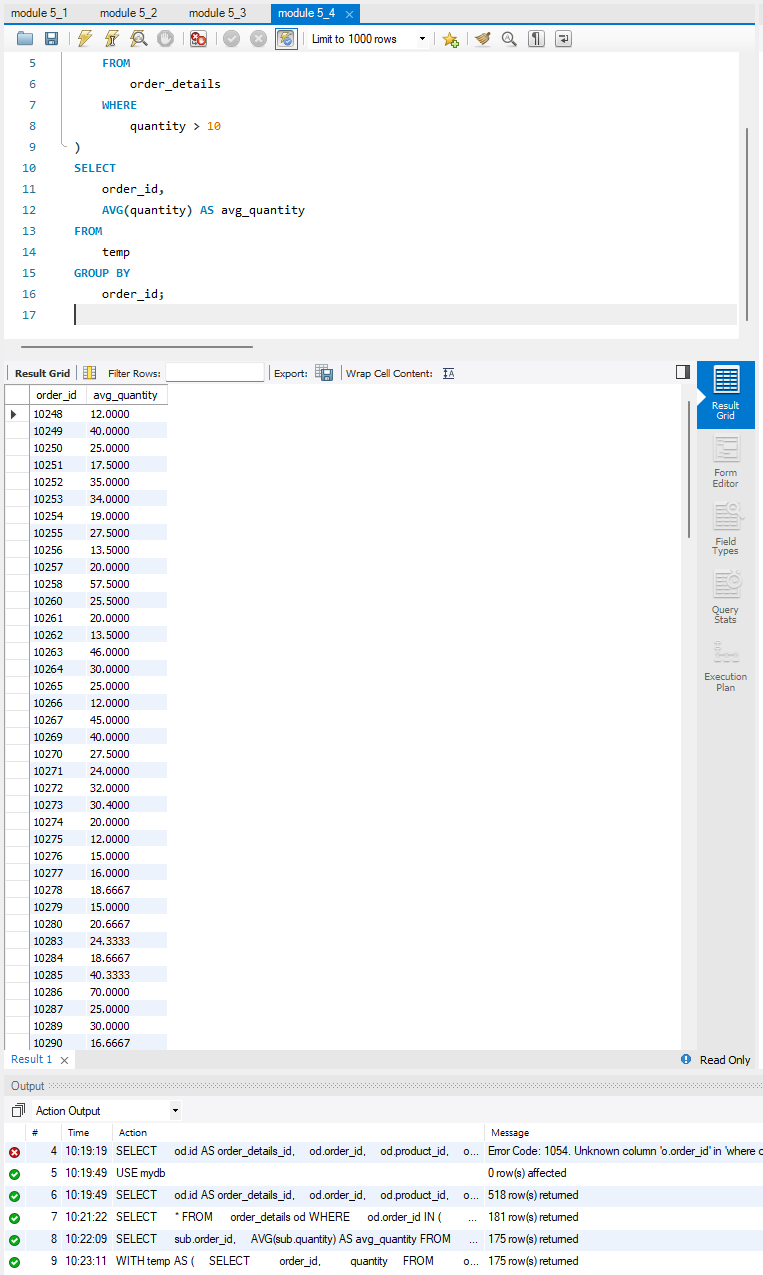 module 5_1 module 5_2 module 5_3 module 5_4
Limit to 1000 rows
5 FROM
6 order_details
7 WHERE
8 quantity > 10
9 )
10 SELECT
11 order_id,
12 AVG(quantity) AS avg_quantity
13 FROM
14 temp
15 GROUP BY
16 order_id;
17
Result Grid Filter Rows: Export: Wrap Cell Content:
order_id avg_quantity
10248 12.0000
10249 40.0000
10250 25.0000
10251 17.5000
10252 35.0000
10253 34.0000
10254 19.0000
10255 27.5000
10256 13.5000
10257 20.0000
10258 57.5000
10260 25.5000
10261 20.0000
10262 13.5000
10263 46.0000
10264 30.0000
10265 25.0000
10266 12.0000
10267 45.0000
10269 40.0000
10270 27.5000
10271 24.0000
10272 32.0000
10273 30.4000
10274 20.0000
10275 12.0000
10276 15.0000
10277 16.0000
10278 18.6667
10279 15.0000
10280 20.6667
10283 24.3333
10284 18.6667
10285 40.3333
10286 70.0000
10287 25.0000
10289 30.0000
10290 16.6667
Result
Grid
Form
Editor
Field
Types
Query
Stats
Execution
Plan
Result 1 Read Only
Output
Action Output
# Time Action Message
4 10:19:19 SELECT od.id AS order_details_id, od.order_id, od.product_id, o... Error Code: 1054. Unknown column 'o.order_id' in 'where c
5 10:19:49 USE mydb 0 row(s) affected
6 10:19:49 SELECT od.id AS order_details_id, od.order_id, od.product_id, o... 518 row(s) returned
7 10:21:22 SELECT * FROM order_details od WHERE od.order_id IN ( ... 181 row(s) returned
8 10:22:09 SELECT sub.order_id, AVG(sub.quantity) AS avg_quantity FROM ... 175 row(s) returned
9 10:23:11 WITH temp AS ( SELECT order_id, quantity FROM o... 175 row(s) returned